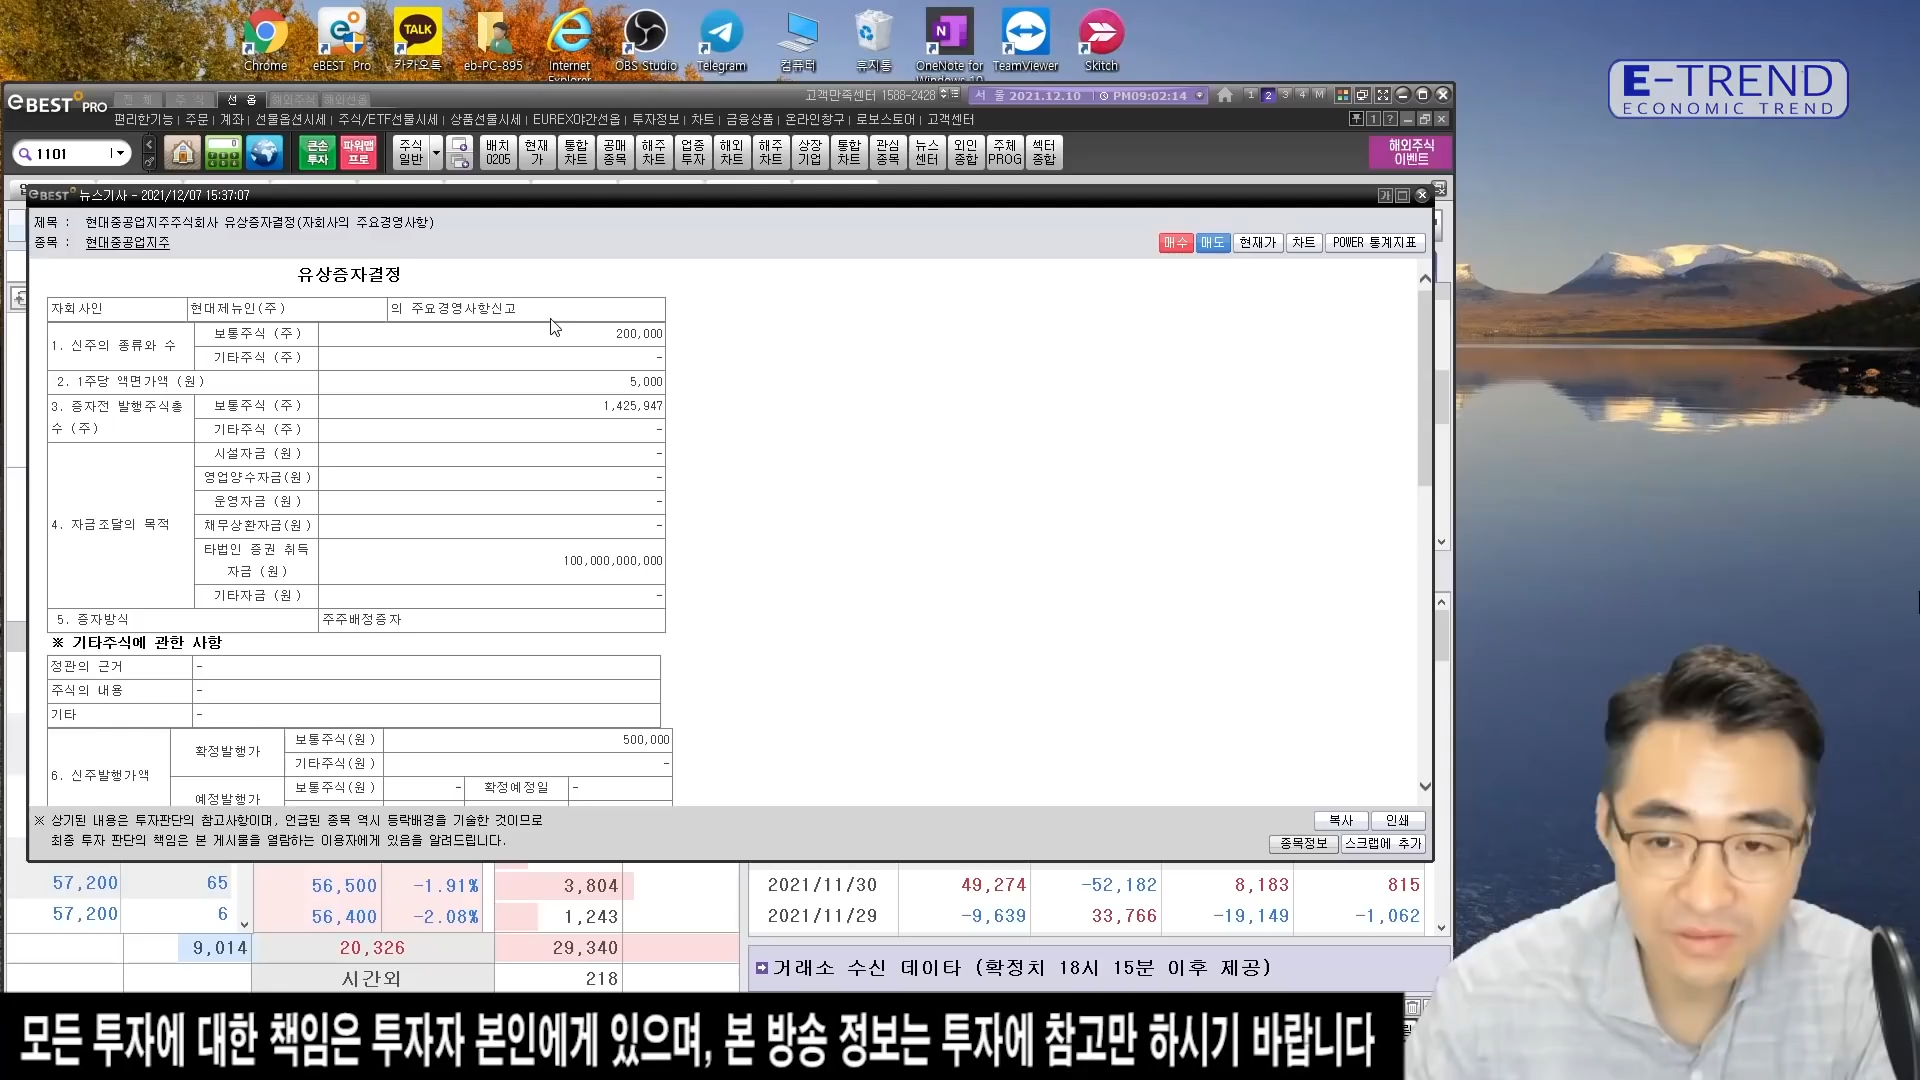 Chrome
eBEST Pro
카카오톡
eb-PC-895
Internet
Explorer
OBS Studio
Telegram
컴퓨터
휴지통
OneNote for
Windows 10
TeamViewer
Skitch
E-TREND
ECONOMIC TREND
eBEST PRO
전 체
주 식
선 옵
해외주식
해외선옵
고객만족센터 1588-2428
서 울 2021.12.10
PM09:02:14
1 2 3 4 M
편리한기능 | 주문 | 계좌 | 선물옵션시세 | 주식/ETF선물시세 | 상품선물시세 | EUREX야간선옵 | 투자정보 | 차트 | 금융상품 | 온라인창구 | 로보스토어 | 고객센터
1101
큰손
투자
파워맵
프로
주식
일반
배치
0205
현재
가
통합
차트
공매
종목
해주
차트
업종
투자
해외
차트
해주
차트
상장
기업
통합
차트
관심
종목
뉴스
센터
외인
종합
주체
PROG
섹터
종합
해외주식
이벤트
eBEST 뉴스기사 - 2021/12/07 15:37:07
가
제목 : 현대중공업지주주식회사 유상증자결정(자회사의 주요경영사항)
종목 : 현대중공업지주
매수 매도 현재가 차트 POWER 통계지표
유상증자결정
자회사인 현대제뉴인(주) 의 주요경영사항신고
1. 신주의 종류와 수
보통주식 (주) 200,000
기타주식 (주) -
2. 1주당 액면가액 (원) 5,000
3. 증자전 발행주식총
수 (주)
보통주식 (주) 1,425,947
기타주식 (주) -
4. 자금조달의 목적
시설자금 (원) -
영업양수자금(원) -
운영자금 (원) -
채무상환자금(원) -
타법인 증권 취득
자금 (원) 100,000,000,000
기타자금 (원) -
5. 증자방식 주주배정증자
※ 기타주식에 관한 사항
정관의 근거 -
주식의 내용 -
기타 -
6. 신주발행가액
확정발행가
보통주식(원) 500,000
기타주식(원) -
예정발행가
보통주식(원) - 확정예정일 -
※ 상기된 내용은 투자판단의 참고사항이며, 언급된 종목 역시 등락배경을 기술한 것이므로
최종 투자 판단의 책임은 본 게시물을 열람하는 이용자에게 있음을 알려드립니다.
복사 인쇄
종목정보 스크랩에 추가
57,200 65 56,500 -1.91% 3,804
57,200 6 56,400 -2.08% 1,243
9,014 20,326 29,340
시간외 218
2021/11/30 49,274 -52,182 8,183 815
2021/11/29 -9,639 33,766 -19,149 -1,062
거래소 수신 데이타 (확정치 18시 15분 이후 제공)
모든 투자에 대한 책임은 투자자 본인에게 있으며, 본 방송 정보는 투자에 참고만 하시기 바랍니다